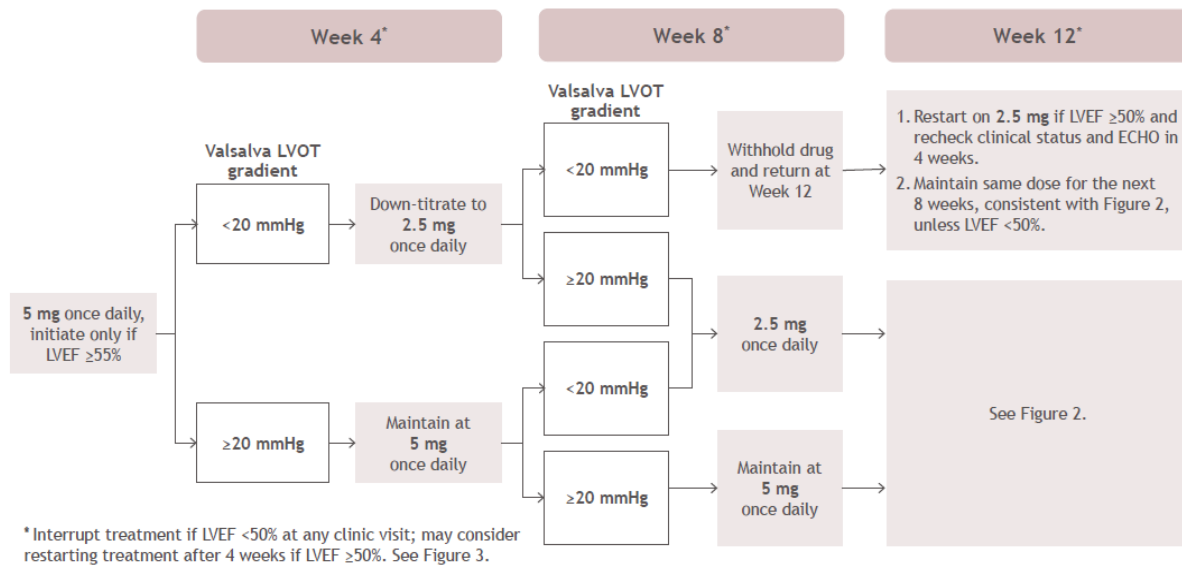 Week 4*
Week 8*
Week 12*
Valsalva LVOT
gradient
<20 mmHg
Down-titrate to
2.5 mg
once daily
Valsalva LVOT
gradient
<20 mmHg
Withhold drug
and return at
Week 12
1. Restart on 2.5 mg if LVEF ≥50% and
recheck clinical status and ECHO in
4 weeks.
2. Maintain same dose for the next
8 weeks, consistent with Figure 2,
unless LVEF <50%.
≥20 mmHg
5 mg once daily,
initiate only if
LVEF ≥55%
2.5 mg
once daily
<20 mmHg
≥20 mmHg
Maintain at
5 mg
once daily
≥20 mmHg
Maintain at
5 mg
once daily
See Figure 2.
* Interrupt treatment if LVEF <50% at any clinic visit; may consider
restarting treatment after 4 weeks if LVEF ≥50%. See Figure 3.